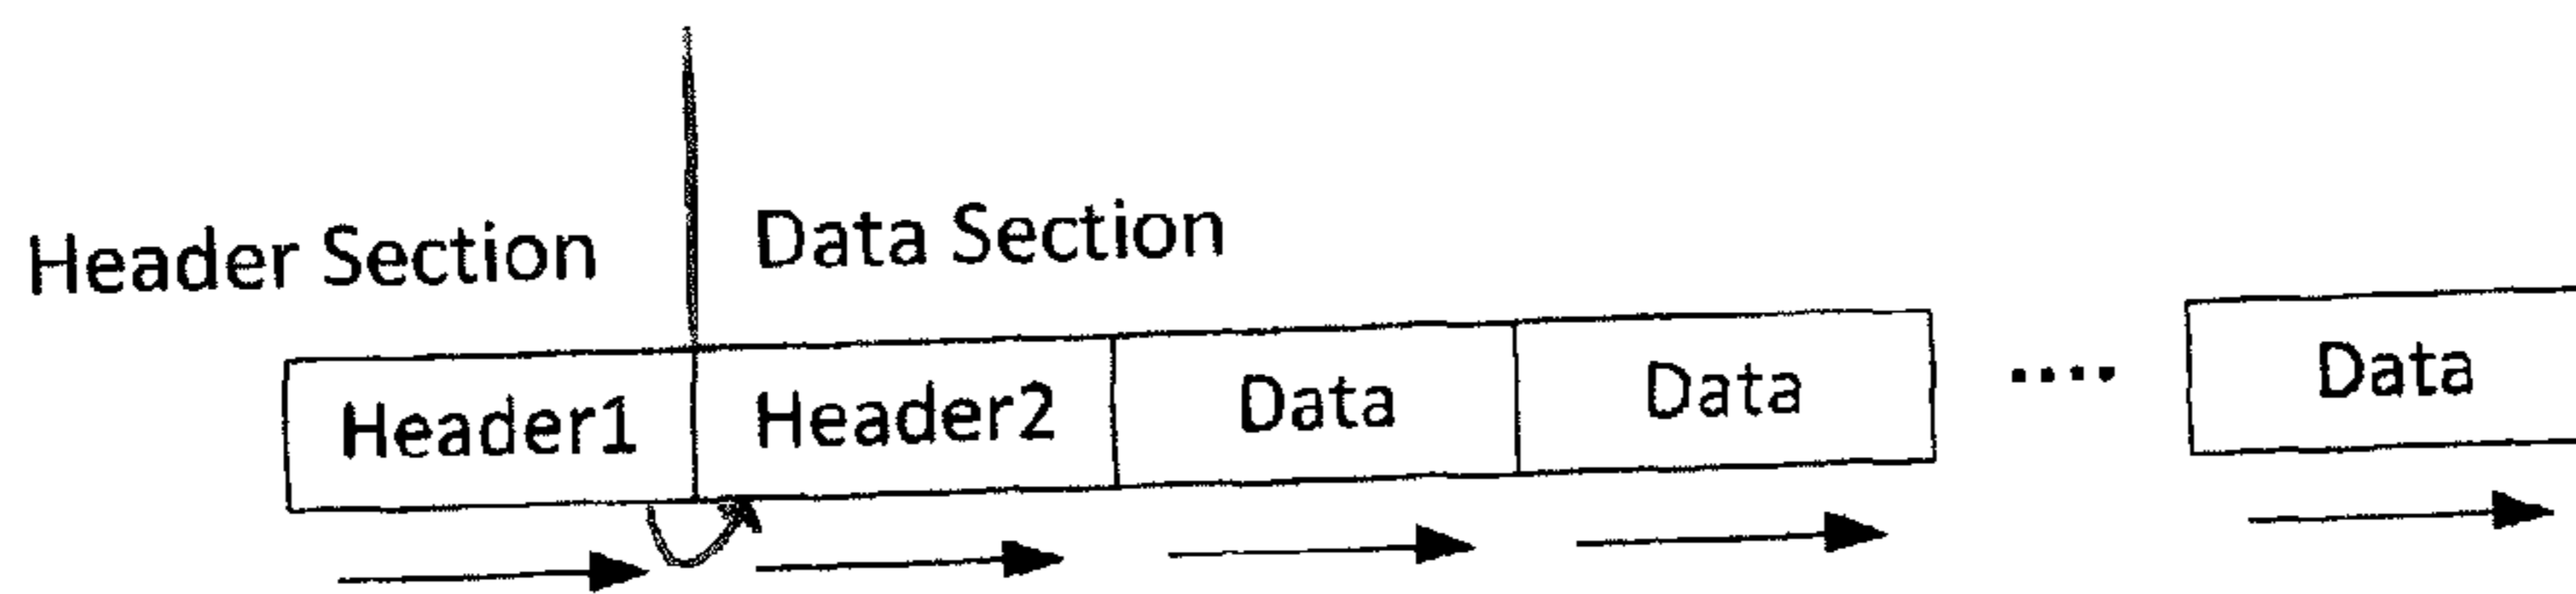 Header Section
Data Section
Header1 Header2 Data Data .... Data